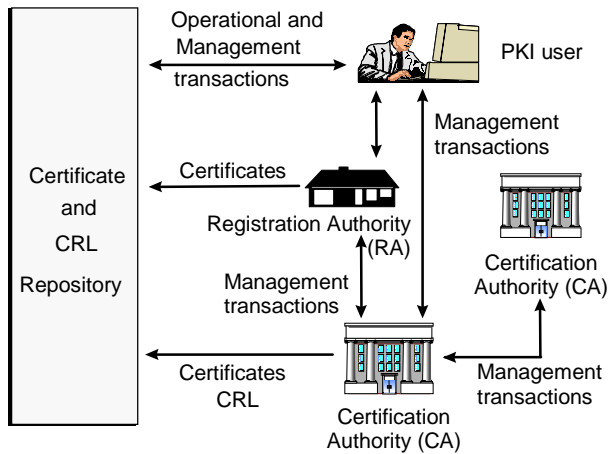 Operational and
Management
transactions
PKI user
Management
transactions
Certificates
Certificate
and
CRL
Repository
Registration Authority
(RA)
Certification
Authority (CA)
Management
transactions
Certificates
CRL
Management
transactions
Certification
Authority (CA)